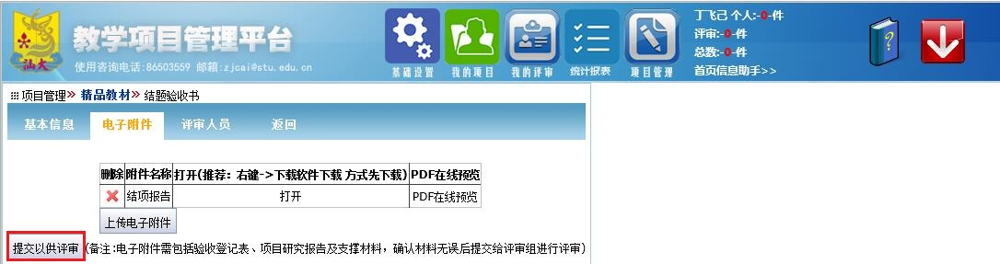 汕大
教学项目管理平台
使用咨询电话:86503559 邮箱:zjcai@stu.edu.cn
基础设置 我的项目 我的评审 统计报表 项目管理
丁飞己 个人:-0-件
评审:-0-件
总数:-0-件
首页信息助手>>
?
项目管理» 精品教材» 结题验收书
基本信息 电子附件 评审人员 返回
删除 附件名称 打开(推荐：右键->下载软件下载 方式先下载) PDF在线预览
结项报告 打开 PDF在线预览
上传电子附件
提交以供评审 (备注:电子附件需包括验收登记表、项目研究报告及支撑材料，确认材料无误后提交给评审组进行评审)